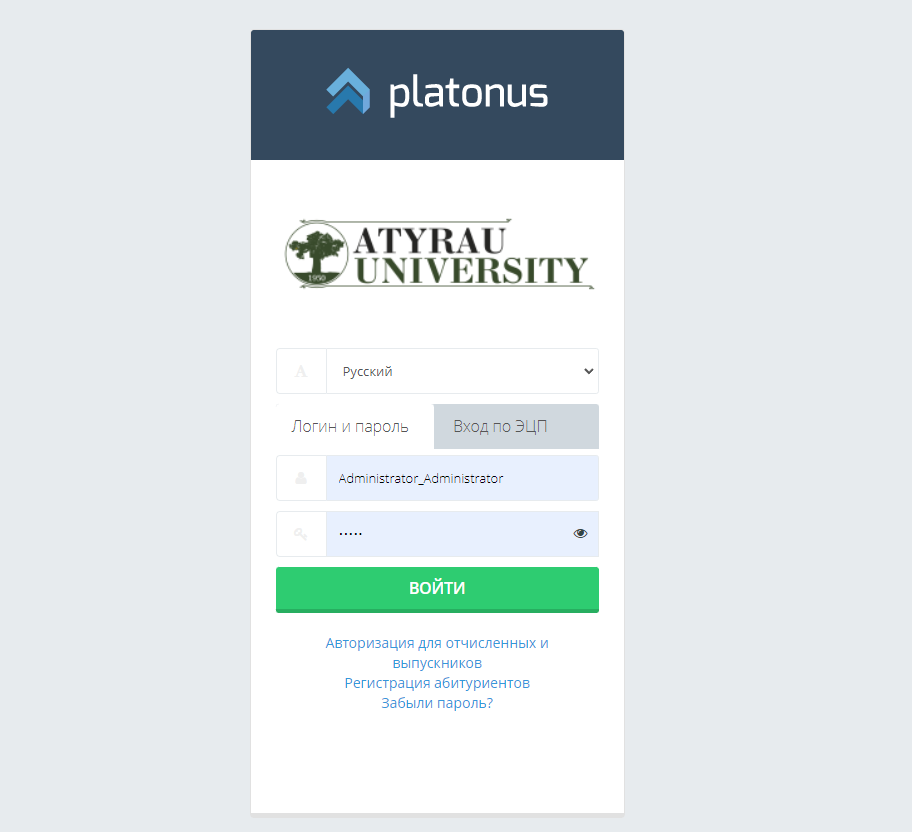 platonus
ATYRAU
UNIVERSITY
1950
A
Русский
Логин и пароль
Вход по ЭЦП
Administrator_Administrator
•••••
ВОЙТИ
Авторизация для отчисленных и
выпускников
Регистрация абитуриентов
Забыли пароль?